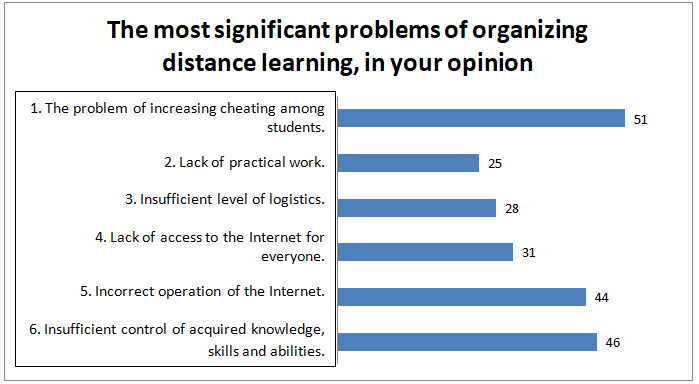 The most significant problems of organizing
distance learning, in your opinion
1. The problem of increasing cheating among
students.
51
2. Lack of practical work.
25
3. Insufficient level of logistics.
28
4. Lack of access to the Internet for
everyone.
31
5. Incorrect operation of the Internet.
44
6. Insufficient control of acquired knowledge,
skills and abilities.
46